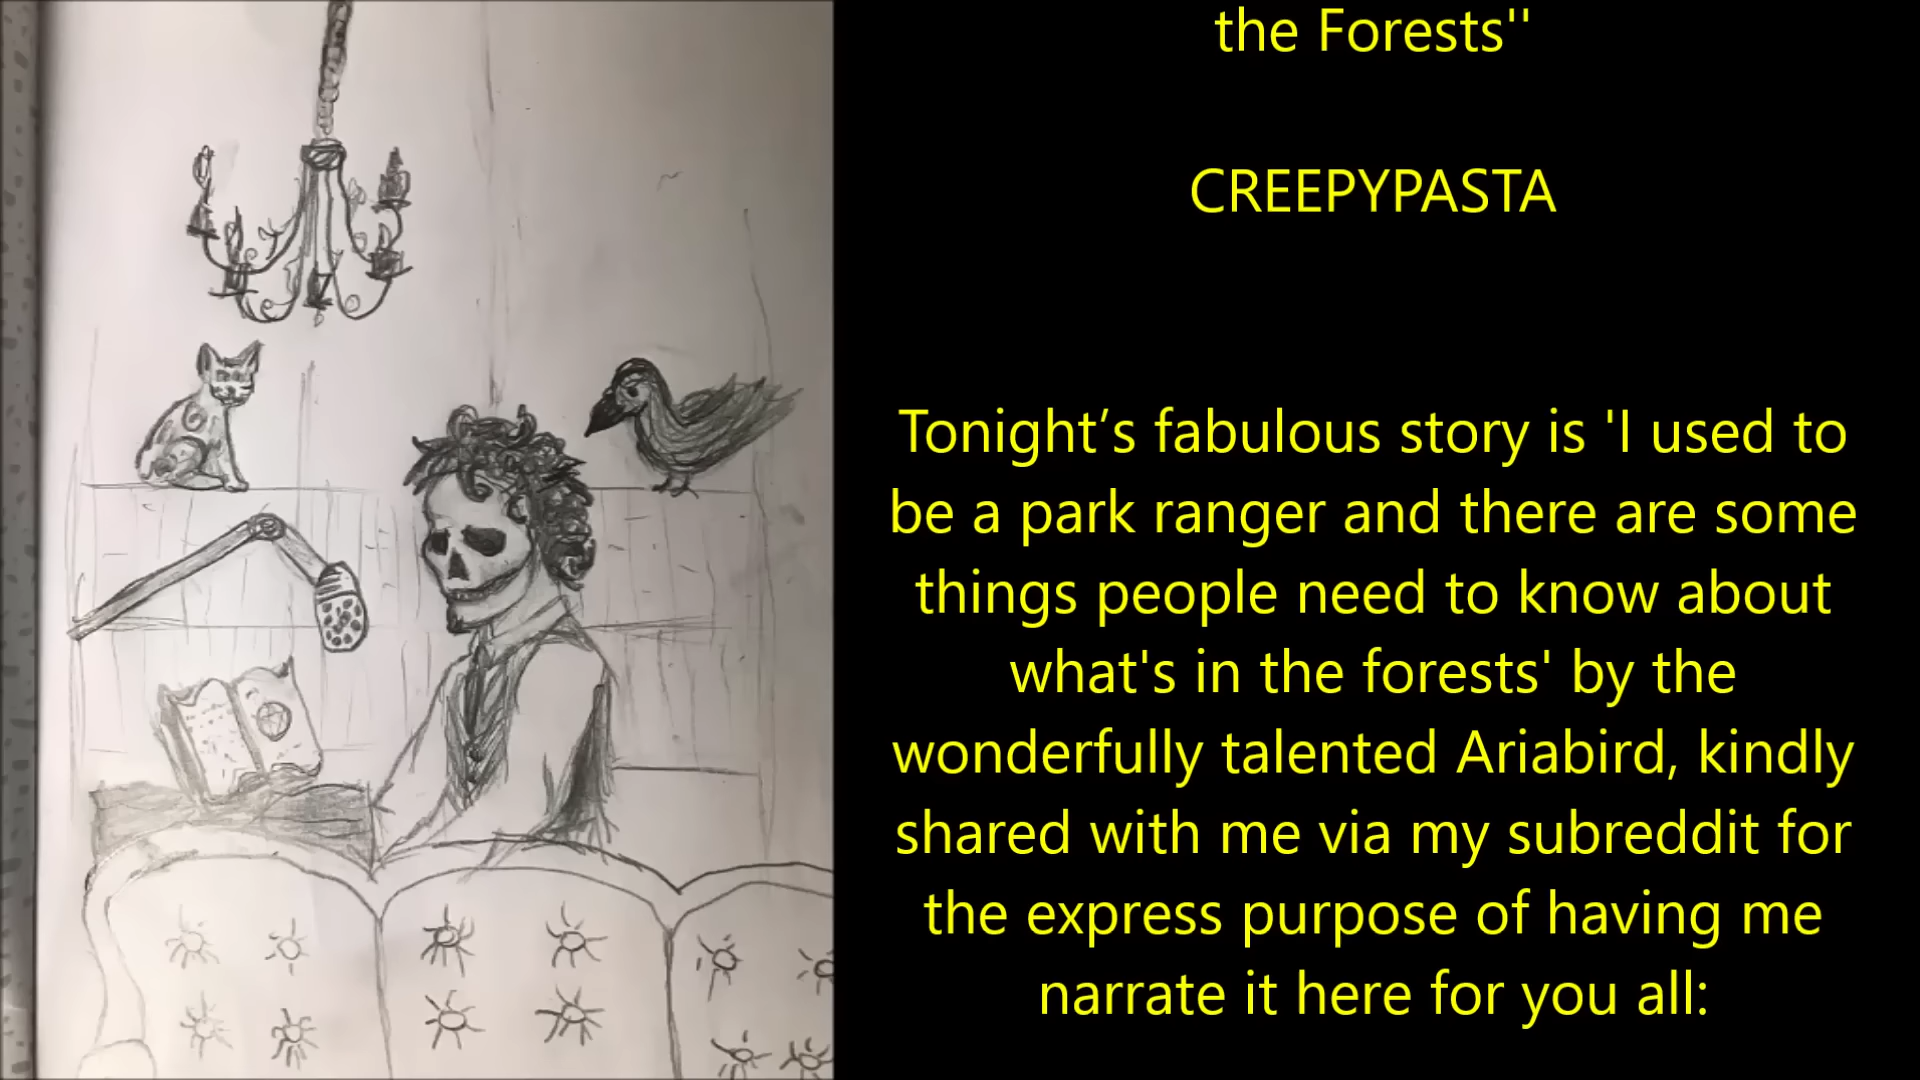 the Forests''
CREEPYPASTA
Tonight’s fabulous story is 'I used to
be a park ranger and there are some
things people need to know about
what's in the forests' by the
wonderfully talented Ariabird, kindly
shared with me via my subreddit for
the express purpose of having me
narrate it here for you all: